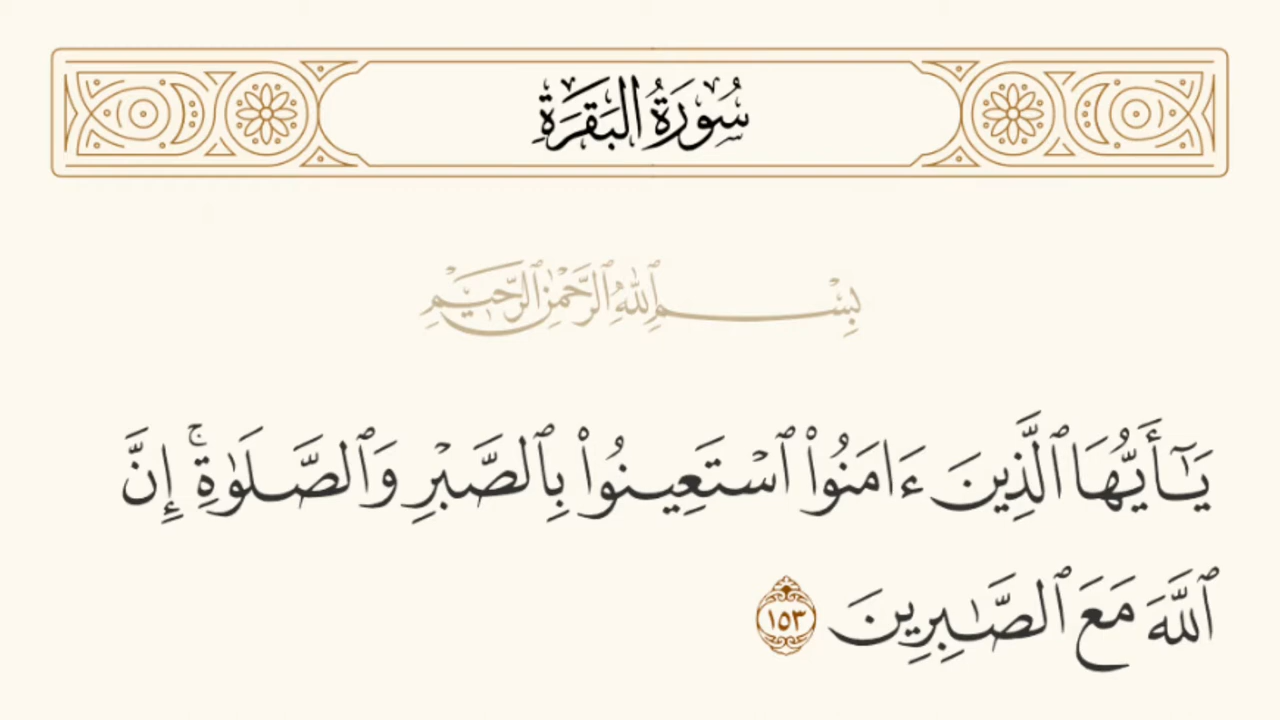 سُورَةُ البَقَرَةِ
بِسْمِ ٱللَّهِ ٱلرَّحْمَٰنِ ٱلرَّحِيمِ
يَـٰٓأَيُّهَا ٱلَّذِينَ ءَامَنُوا۟ ٱسْتَعِينُوا۟ بِٱلصَّبْرِ وَٱلصَّلَوٰةِ ۚ إِنَّ
ٱللَّهَ مَعَ ٱلصَّـٰبِرِينَ ١٥٣